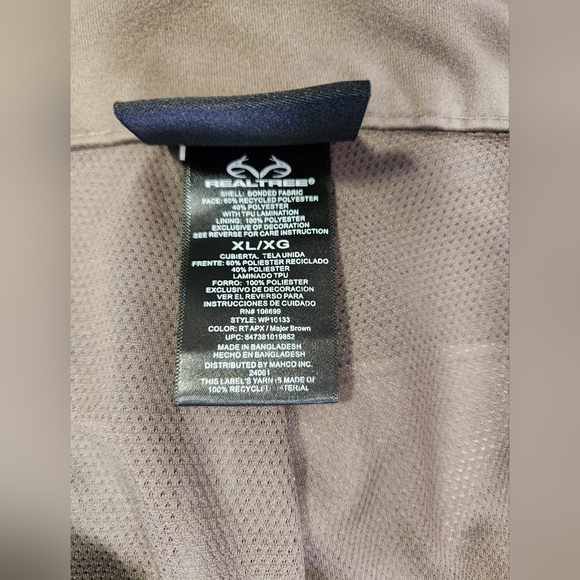 REALTREE®
SHELL: BONDED FABRIC
FACE: 60% RECYCLED POLYESTER
40% POLYESTER
WITH TPU LAMINATION
LINING: 100% POLYESTER
EXCLUSIVE OF DECORATION
SEE REVERSE FOR CARE INSTRUCTION
XL/XG
CUBIERTA, TELA UNIDA
FRENTE: 60% POLIESTER RECICLADO
40% POLIESTER
LAMINADO TPU
FORRO: 100% POLIESTER
EXCLUSIVO DE DECORACIÓN
VER EL REVERSO PARA
INSTRUCCIONES DE CUIDADO
RN# 106699
STYLE: WP10133
COLOR: RT APX / Major Brown
UPC: 847381019852
MADE IN BANGLADESH
HECHO EN BANGLADESH
DISTRIBUTED BY MAHCO INC.
24061
THIS LABEL'S YARN IS MADE OF
100% RECYCLED MATERIAL